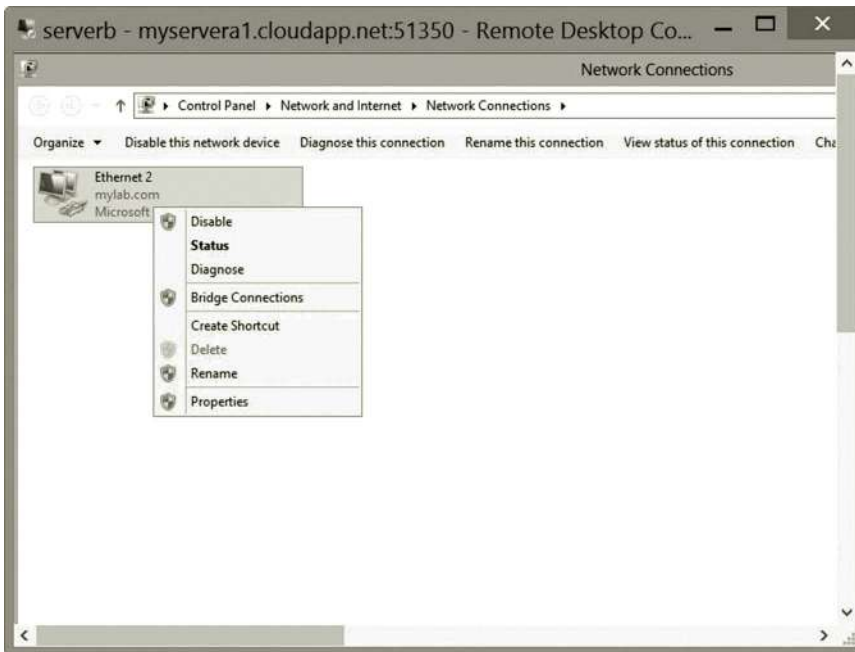 serverb - myservera1.cloudapp.net:51350 - Remote Desktop Co...
Network Connections
Control Panel Network and Internet Network Connections
Organize Disable this network device Diagnose this connection Rename this connection View status of this connection Cha
Ethernet 2
mylab.com
Microsoft
Disable
Status
Diagnose
Bridge Connections
Create Shortcut
Delete
Rename
Properties